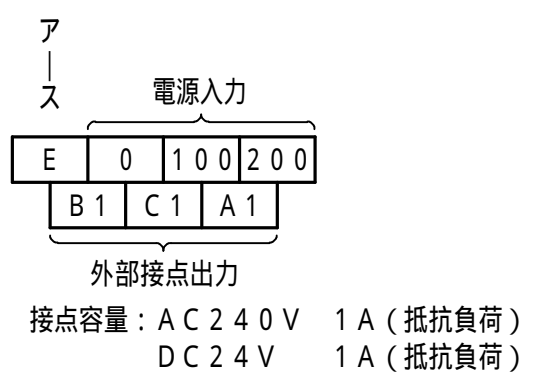 アース
電源入力
E 0 100 200
B1 C1 A1
外部接点出力
接点容量：AC240V 1A（抵抗負荷）
DC24V 1A（抵抗負荷）